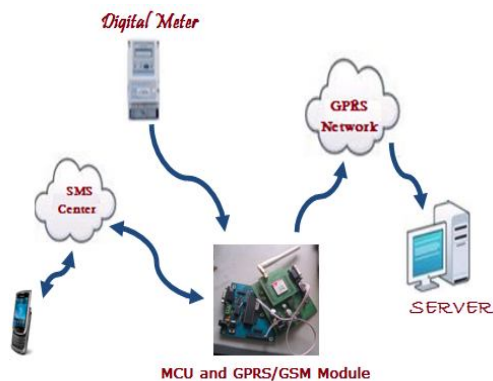 Digital Meter
GPRS
Network
SMS
Center
SERVER
MCU and GPRS/GSM Module